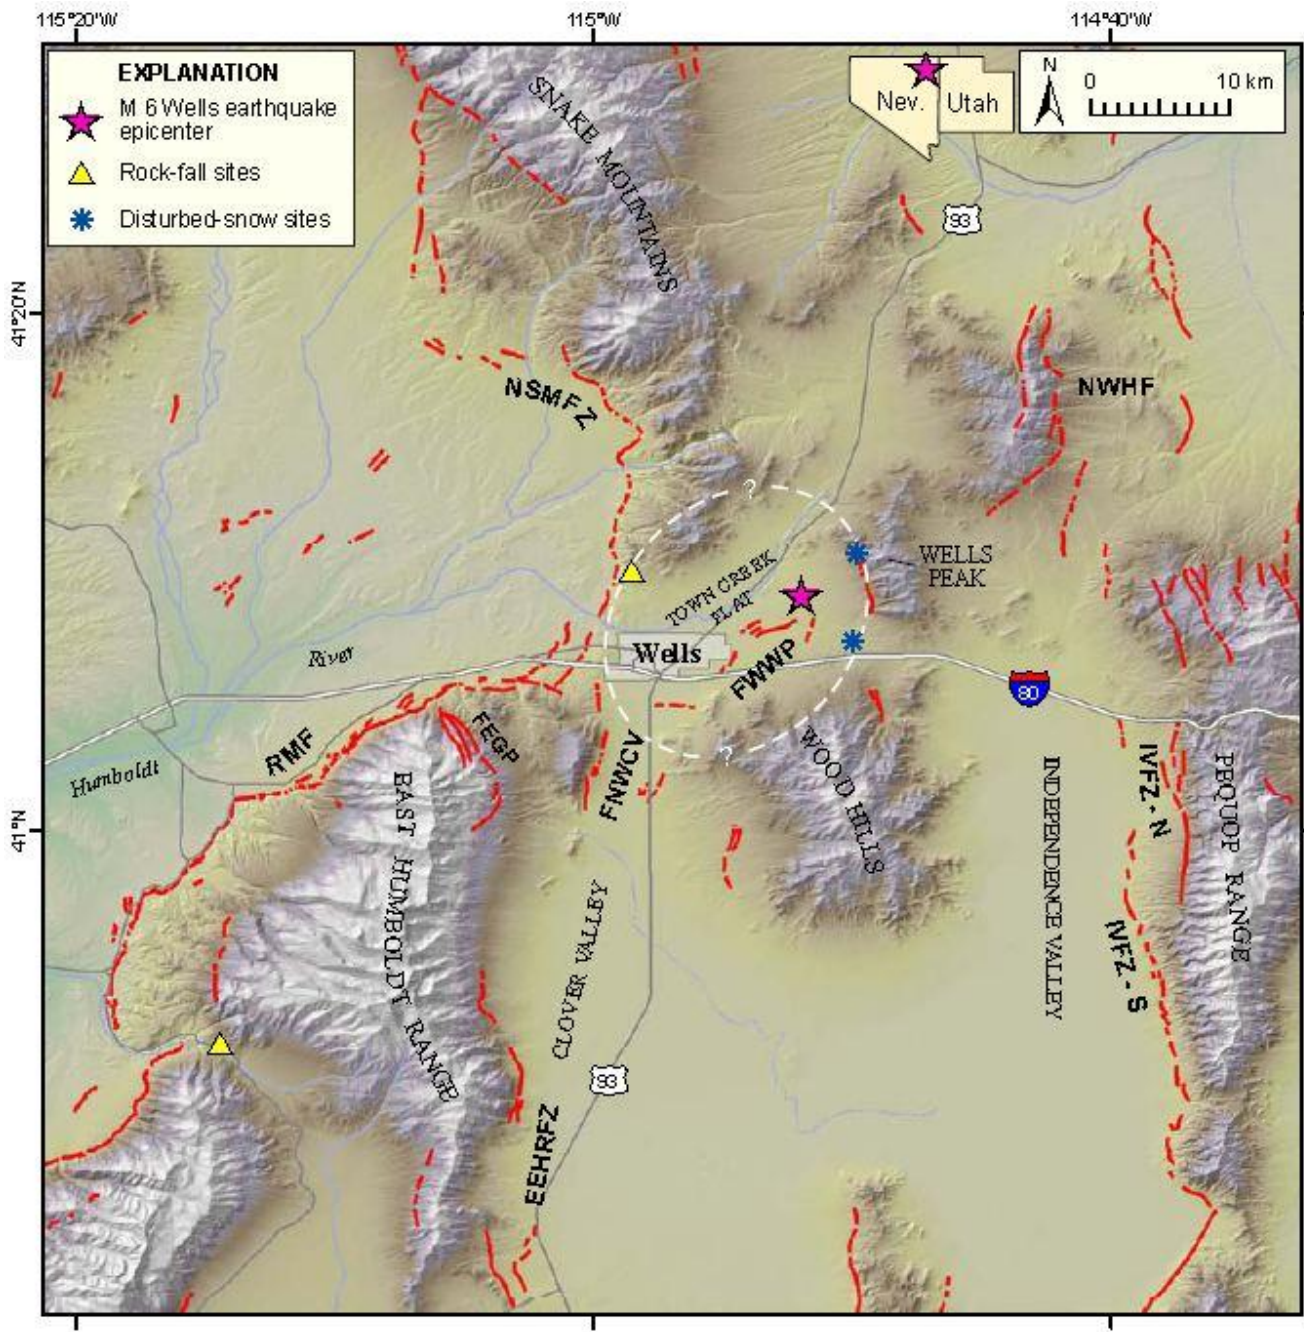 115°20'W
115°W
114°40'W
EXPLANATION
M 6 Wells earthquake
epicenter
Rock-fall sites
Disturbed-snow sites
Nev.
Utah
N
0
10 km
SNAKE MOUNTAINS
93
41°20'N
NSMFZ
NWHF
?
WELLS
PEAK
TOWN CREEK
FLAT
Wells
FWWP
River
80
Humboldt
RMF
FEGP
FNWCV
?
WOOD HILLS
IVFZ - N
PEQUOP RANGE
INDEPENDENCE VALLEY
41°N
EAST HUMBOLDT RANGE
CLOVER VALLEY
IVFZ - S
93
EEHRFZ